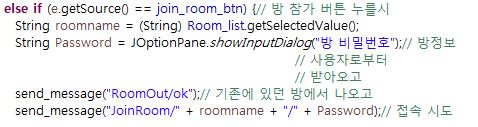 else if (e.getSource() == join_room_btn) {// 방 참가 버튼 누를시
String roomname = (String) Room_list.getSelectedValue();
String Password = JOptionPane.showInputDialog("방 비밀번호");// 방정보
// 사용자로부터
// 받아오고
send_message("RoomOut/ok");// 기존에 있던 방에서 나오고
send_message("JoinRoom/" + roomname + "/" + Password);// 접속 시도